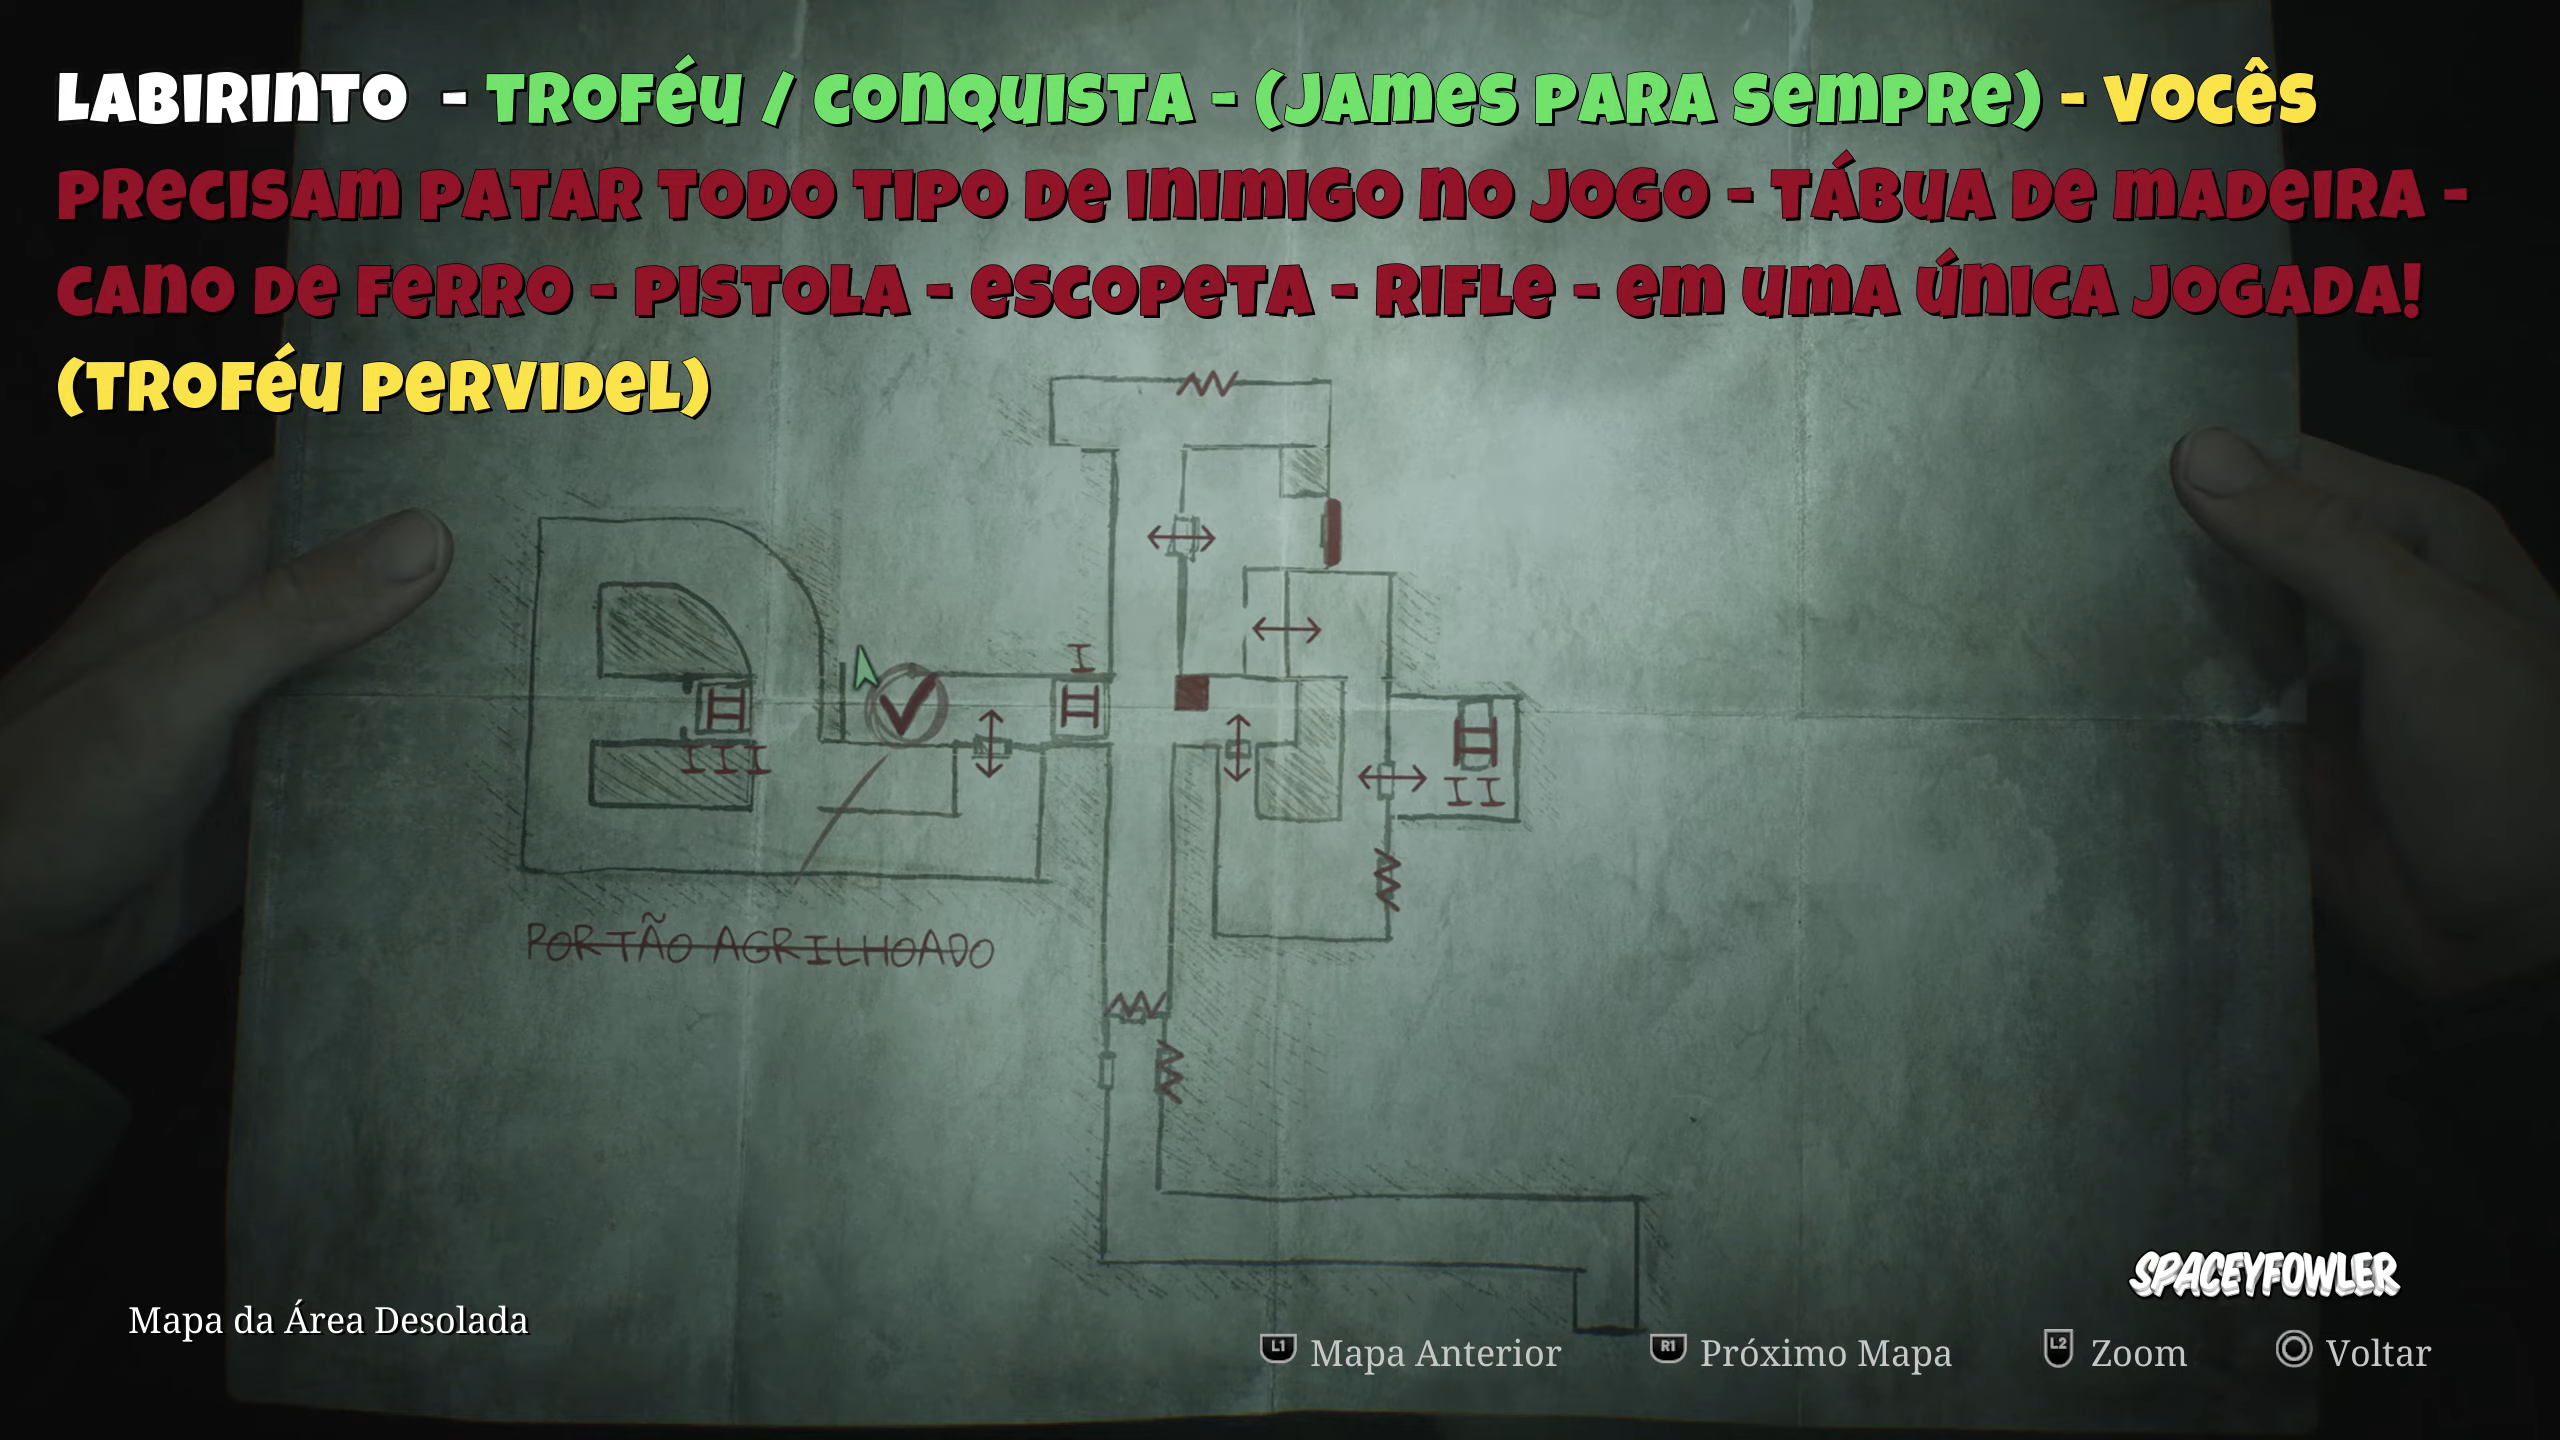 LABIRINTO - TROFÉU / CONQUISTA - (JAMES PARA SEMPRE) - VOCÊS
PRECISAM PATAR TODO TIPO DE INIMIGO NO JOGO - TÁBUA DE MADEIRA -
CANO DE FERRO - PISTOLA - ESCOPETA - RIFLE - EM UMA ÚNICA JOGADA!
(TROFÉU PERVIDEL)
I
III
II
PORTÃO AGRILHOADO
SPACEYFOWLER
Mapa da Área Desolada
L1 Mapa Anterior R1 Próximo Mapa L2 Zoom Voltar